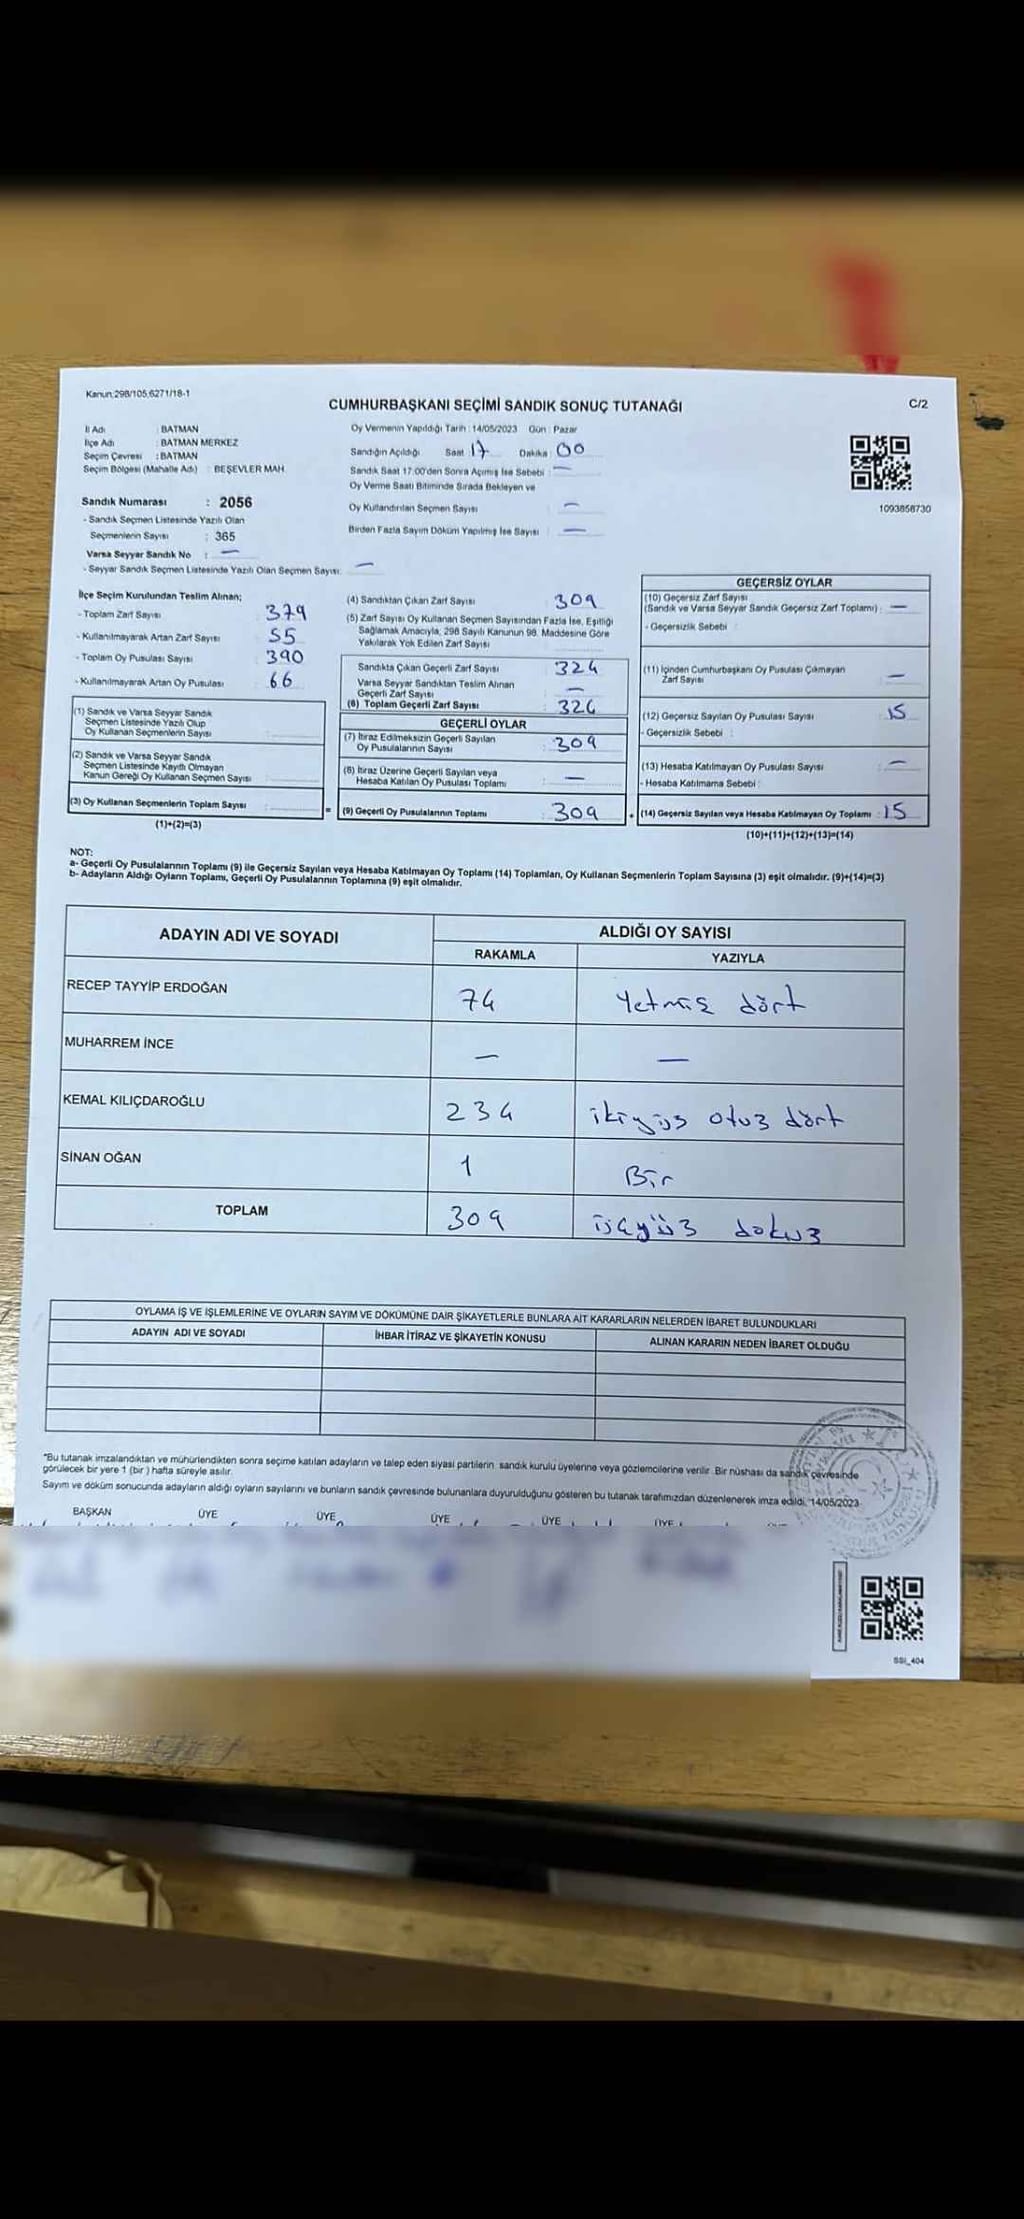 Kanun;298/105,6271/18-1
CUMHURBAŞKANI SEÇİMİ SANDIK SONUÇ TUTANAĞI
C/2
İl Adı : BATMAN
İlçe Adı : BATMAN MERKEZ
Seçim Çevresi : BATMAN
Seçim Bölgesi (Mahalle Adı) : BEŞEVLER MAH.
Sandık Numarası : 2056
- Sandık Seçmen Listesinde Yazılı Olan
Seçmenlerin Sayısı : 365
Varsa Seyyar Sandık No : —
- Seyyar Sandık Seçmen Listesinde Yazılı Olan Seçmen Sayısı: —
Oy Vermenin Yapıldığı Tarih : 14/05/2023 Gün : Pazar
Sandığın Açıldığı Saat 17 Dakika : 00
Sandık Saat 17:00'den Sonra Açımış İse Sebebi : —
Oy Verme Saati Bitiminde Sırada Bekleyen ve
Oy Kullandırılan Seçmen Sayısı —
Birden Fazla Sayım Döküm Yapılmış İse Sayısı : —
1093858730
İlçe Seçim Kurulundan Teslim Alınan;
- Toplam Zarf Sayısı 379
- Kullanılmayarak Artan Zarf Sayısı 55
- Toplam Oy Pusulası Sayısı 390
- Kullanılmayarak Artan Oy Pusulası 66
(1) Sandık ve Varsa Seyyar Sandık
Seçmen Listesinde Yazılı Olup
Oy Kullanan Seçmenlerin Sayısı :
(2) Sandık ve Varsa Seyyar Sandık
Seçmen Listesinde Kayıtlı Olmayan
Kanun Gereği Oy Kullanan Seçmen Sayısı :
(3) Oy Kullanan Seçmenlerin Toplam Sayısı :
(1)+(2)=(3)
(4) Sandıktan Çıkan Zarf Sayısı : 309
(5) Zarf Sayısı Oy Kullanan Seçmen Sayısından Fazla İse, Eşitliği
Sağlamak Amacıyla, 298 Sayılı Kanunun 98. Maddesine Göre
Yakılarak Yok Edilen Zarf Sayısı
Sandıkta Çıkan Geçerli Zarf Sayısı 324
Varsa Seyyar Sandıktan Teslim Alınan
Geçerli Zarf Sayısı —
(6) Toplam Geçerli Zarf Sayısı 324
GEÇERLİ OYLAR
(7) İtiraz Edilmeksizin Geçerli Sayılan
Oy Pusulalarının Sayısı : 309
(8) İtiraz Üzerine Geçerli Sayılan veya
Hesaba Katılan Oy Pusulası Toplamı : —
= (9) Geçerli Oy Pusulalarının Toplamı : 309
GEÇERSİZ OYLAR
(10) Geçersiz Zarf Sayısı
(Sandık ve Varsa Seyyar Sandık Geçersiz Zarf Toplamı) : —
- Geçersizlik Sebebi :
(11) İçinden Cumhurbaşkanı Oy Pusulası Çıkmayan
Zarf Sayısı : —
(12) Geçersiz Sayılan Oy Pusulası Sayısı : 15
- Geçersizlik Sebebi :
(13) Hesaba Katılmayan Oy Pusulası Sayısı : —
- Hesaba Katılmama Sebebi :
+ (14) Geçersiz Sayılan veya Hesaba Katılmayan Oy Toplamı : 15
(10)+(11)+(12)+(13)=(14)
NOT:
a- Geçerli Oy Pusulalarının Toplamı (9) ile Geçersiz Sayılan veya Hesaba Katılmayan Oy Toplamı (14) Toplamları, Oy Kullanan Seçmenlerin Toplam Sayısına (3) eşit olmalıdır. (9)+(14)=(3)
b- Adayların Aldığı Oyların Toplamı, Geçerli Oy Pusulalarının Toplamına (9) eşit olmalıdır.
ADAYIN ADI VE SOYADI
ALDIĞI OY SAYISI
RAKAMLA YAZIYLA
RECEP TAYYİP ERDOĞAN 74 Yetmiş dört
MUHARREM İNCE — —
KEMAL KILIÇDAROĞLU 234 ikiyüz otuz dört
SİNAN OĞAN 1 Bir
TOPLAM 309 üçyüz dokuz
OYLAMA İŞ VE İŞLEMLERİNE VE OYLARIN SAYIM VE DÖKÜMÜNE DAİR ŞİKAYETLERLE BUNLARA AİT KARARLARIN NELERDEN İBARET BULUNDUKLARI
ADAYIN ADI VE SOYADI İHBAR İTİRAZ VE ŞİKAYETİN KONUSU ALINAN KARARIN NEDEN İBARET OLDUĞU
*Bu tutanak imzalandıktan ve mühürlendikten sonra seçime katılan adayların ve talep eden siyasi partilerin sandık kurulu üyelerine veya gözlemcilerine verilir. Bir nüshası da sandık çevresinde
görülecek bir yere 1 (bir) hafta süreyle asılır.
Sayım ve döküm sonucunda adayların aldığı oyların sayılarını ve bunların sandık çevresinde bulunanlara duyurulduğunu gösteren bu tutanak tarafımızdan düzenlenerek imza edildi. 14/05/2023
BAŞKAN ÜYE ÜYE ÜYE ÜYE ÜYE
SSI_404